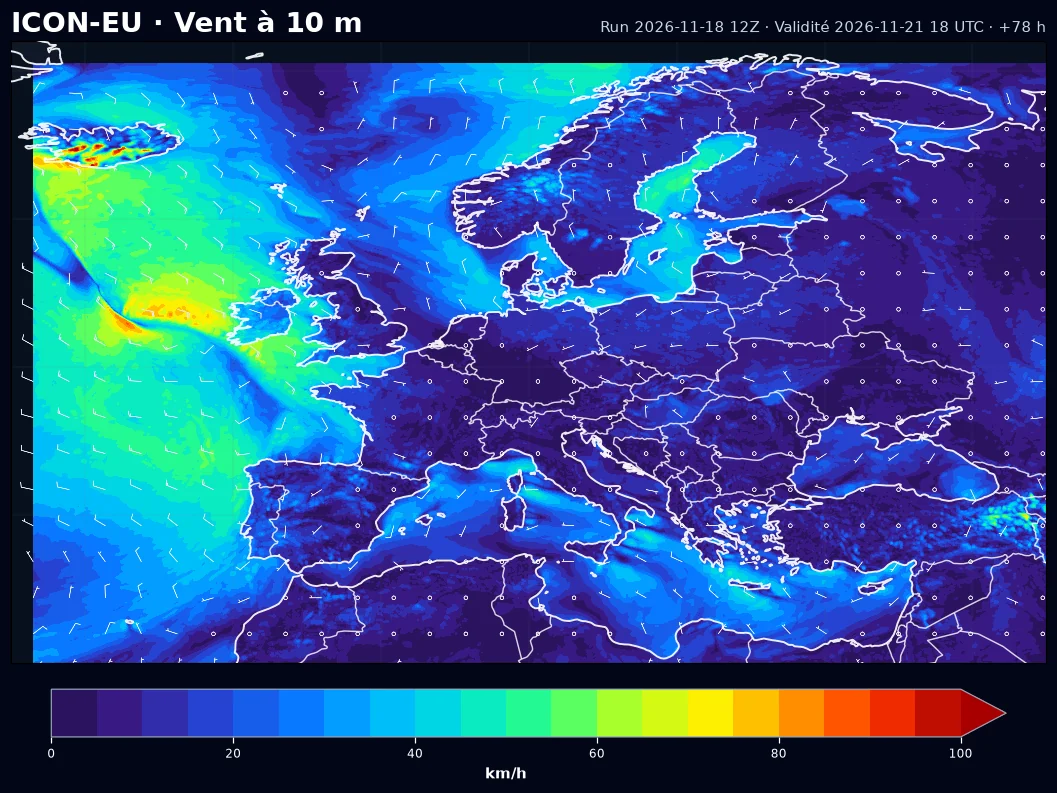 ICON-EU · Vent à 10 m
Run 2026-11-18 12Z · Validité 2026-11-21 18 UTC · +78 h
0 20 40 60 80 100
km/h